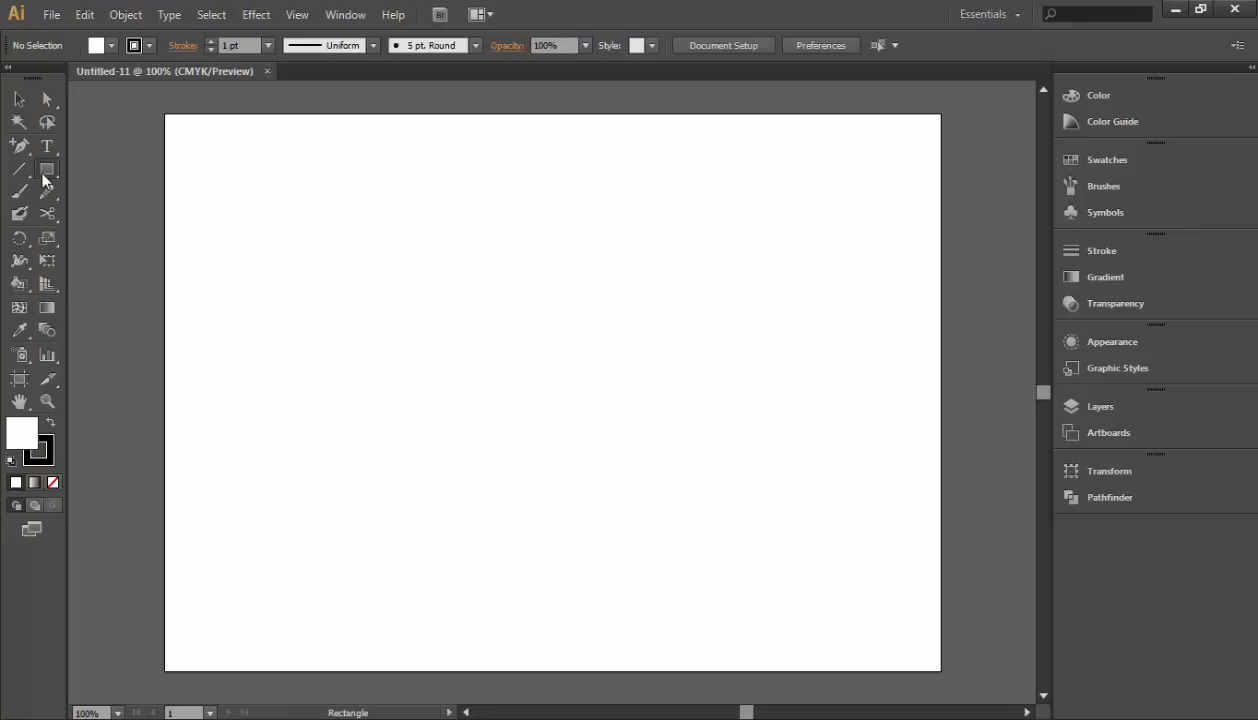 Ai File Edit Object Type Select Effect View Window Help Br Essentials
No Selection Stroke: 1 pt Uniform 5 pt. Round Opacity: 100% Style: Document Setup Preferences
Untitled-11 @ 100% (CMYK/Preview) ×
T
Color
Color Guide
Swatches
Brushes
Symbols
Stroke
Gradient
Transparency
Appearance
Graphic Styles
Layers
Artboards
Transform
Pathfinder
100% 1 Rectangle